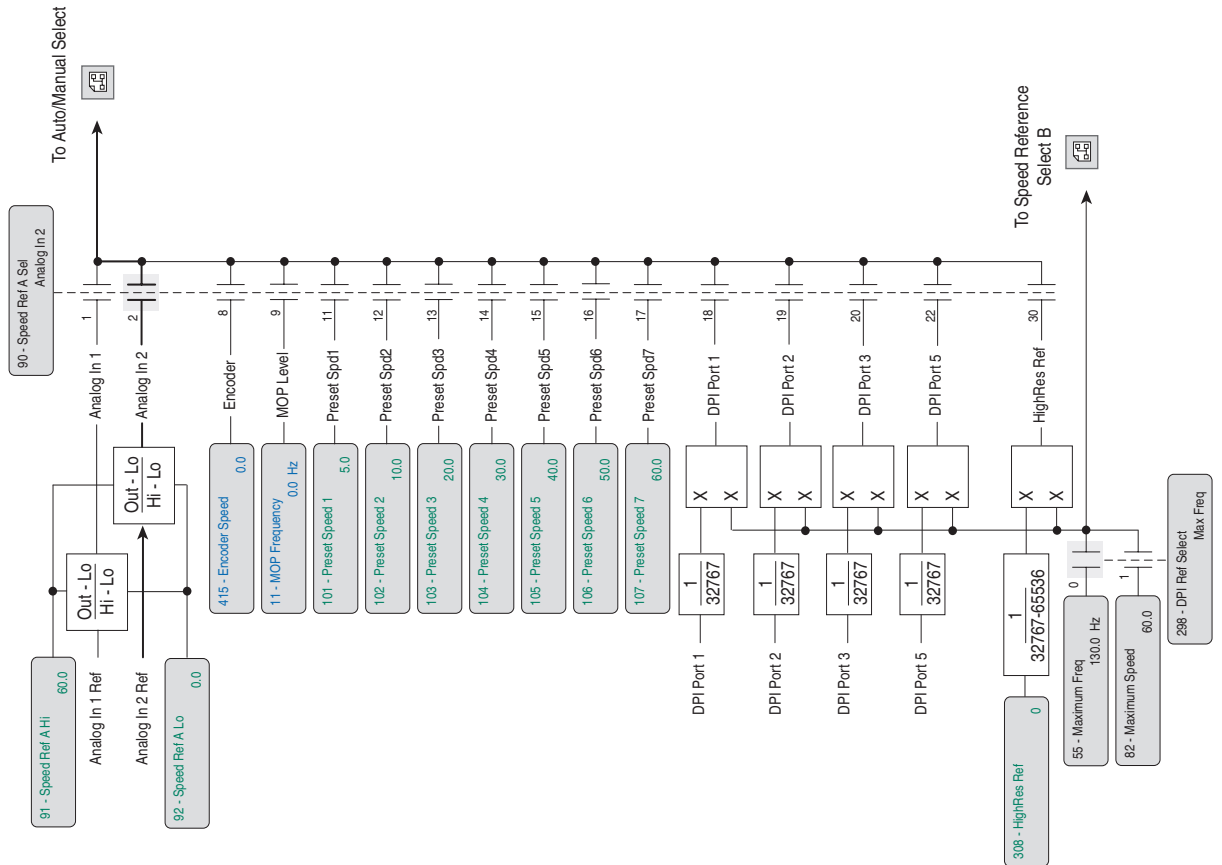 To Auto/Manual Select
90 - Speed Ref A Sel
Analog In 2
1
2
8
9
11
12
13
14
15
16
17
18
19
20
22
30
Analog In 1
Analog In 2
Encoder
MOP Level
Preset Spd1
Preset Spd2
Preset Spd3
Preset Spd4
Preset Spd5
Preset Spd6
Preset Spd7
DPI Port 1
DPI Port 2
DPI Port 3
DPI Port 5
HighRes Ref
To Speed Reference
Select B
Out - Lo
Hi - Lo
Out - Lo
Hi - Lo
91 - Speed Ref A Hi
60.0
Analog In 1 Ref
Analog In 2 Ref
92 - Speed Ref A Lo
0.0
415 - Encoder Speed
0.0
11 - MOP Frequency
0.0 Hz
101 - Preset Speed 1
5.0
102 - Preset Speed 2
10.0
103 - Preset Speed 3
20.0
104 - Preset Speed 4
30.0
105 - Preset Speed 5
40.0
106 - Preset Speed 6
50.0
107 - Preset Speed 7
60.0
X
X
X
X
X
X
X
X
X
X
1
32767
1
32767
1
32767
1
32767
1
32767-65536
DPI Port 1
DPI Port 2
DPI Port 3
DPI Port 5
308 - HighRes Ref
0
0
1
55 - Maximum Freq
130.0 Hz
82 - Maximum Speed
60.0
298 - DPI Ref Select
Max Freq